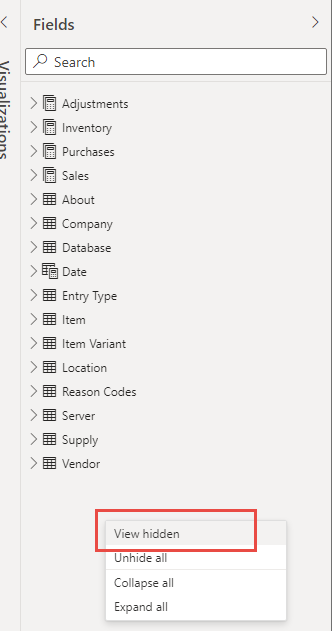 Fields
Visualizations
Search
Adjustments
Inventory
Purchases
Sales
About
Company
Database
Date
Entry Type
Item
Item Variant
Location
Reason Codes
Server
Supply
Vendor
View hidden
Unhide all
Collapse all
Expand all